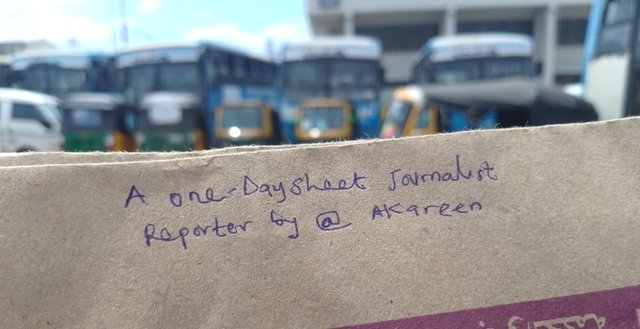 A one-Daysheet Journalist
Reporter by @ AKareen